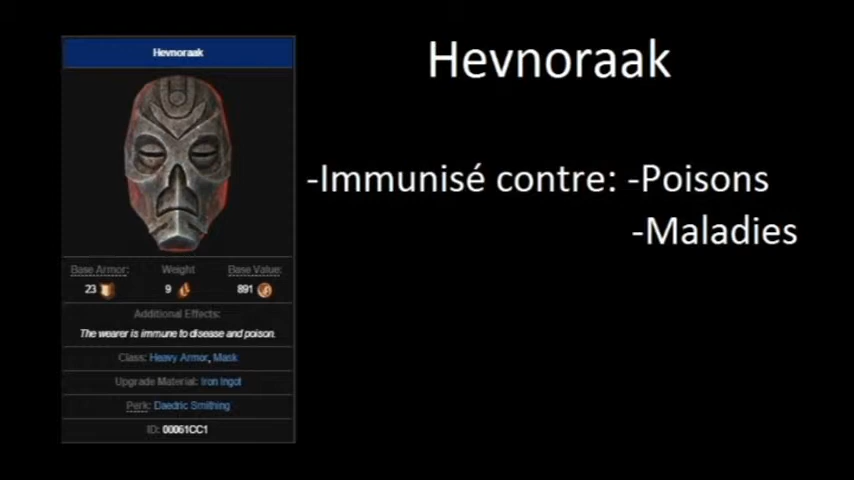 Hevnoraak
Base Armor:
Weight
Base Value:
23
9
891
Additional Effects:
The wearer is immune to disease and poison.
Class: Heavy Armor, Mask
Upgrade Material: Iron Ingot
Perk: Daedric Smithing
ID: 00061CC1
Hevnoraak
-Immunisé contre: -Poisons
-Maladies